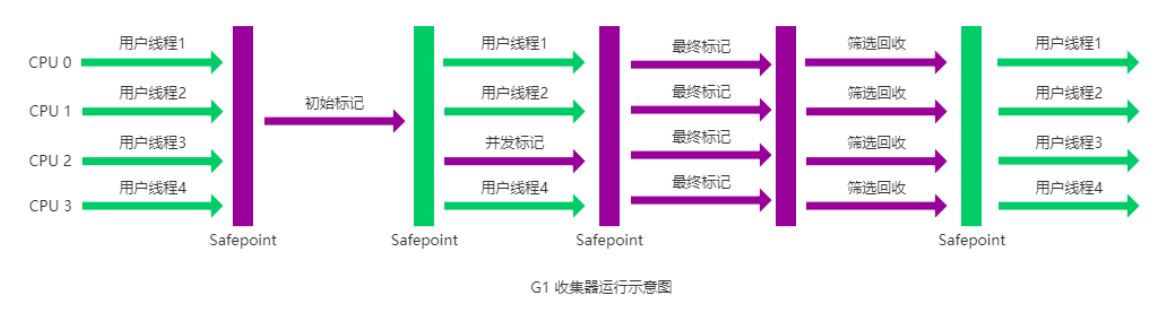 用户线程1 用户线程1 最终标记 筛选回收 用户线程1
CPU 0
用户线程2 初始标记 用户线程2 最终标记 筛选回收 用户线程2
CPU 1
用户线程3 并发标记 最终标记 筛选回收 用户线程3
CPU 2
用户线程4 用户线程4 最终标记 筛选回收 用户线程4
CPU 3
Safepoint Safepoint Safepoint Safepoint
G1 收集器运行示意图